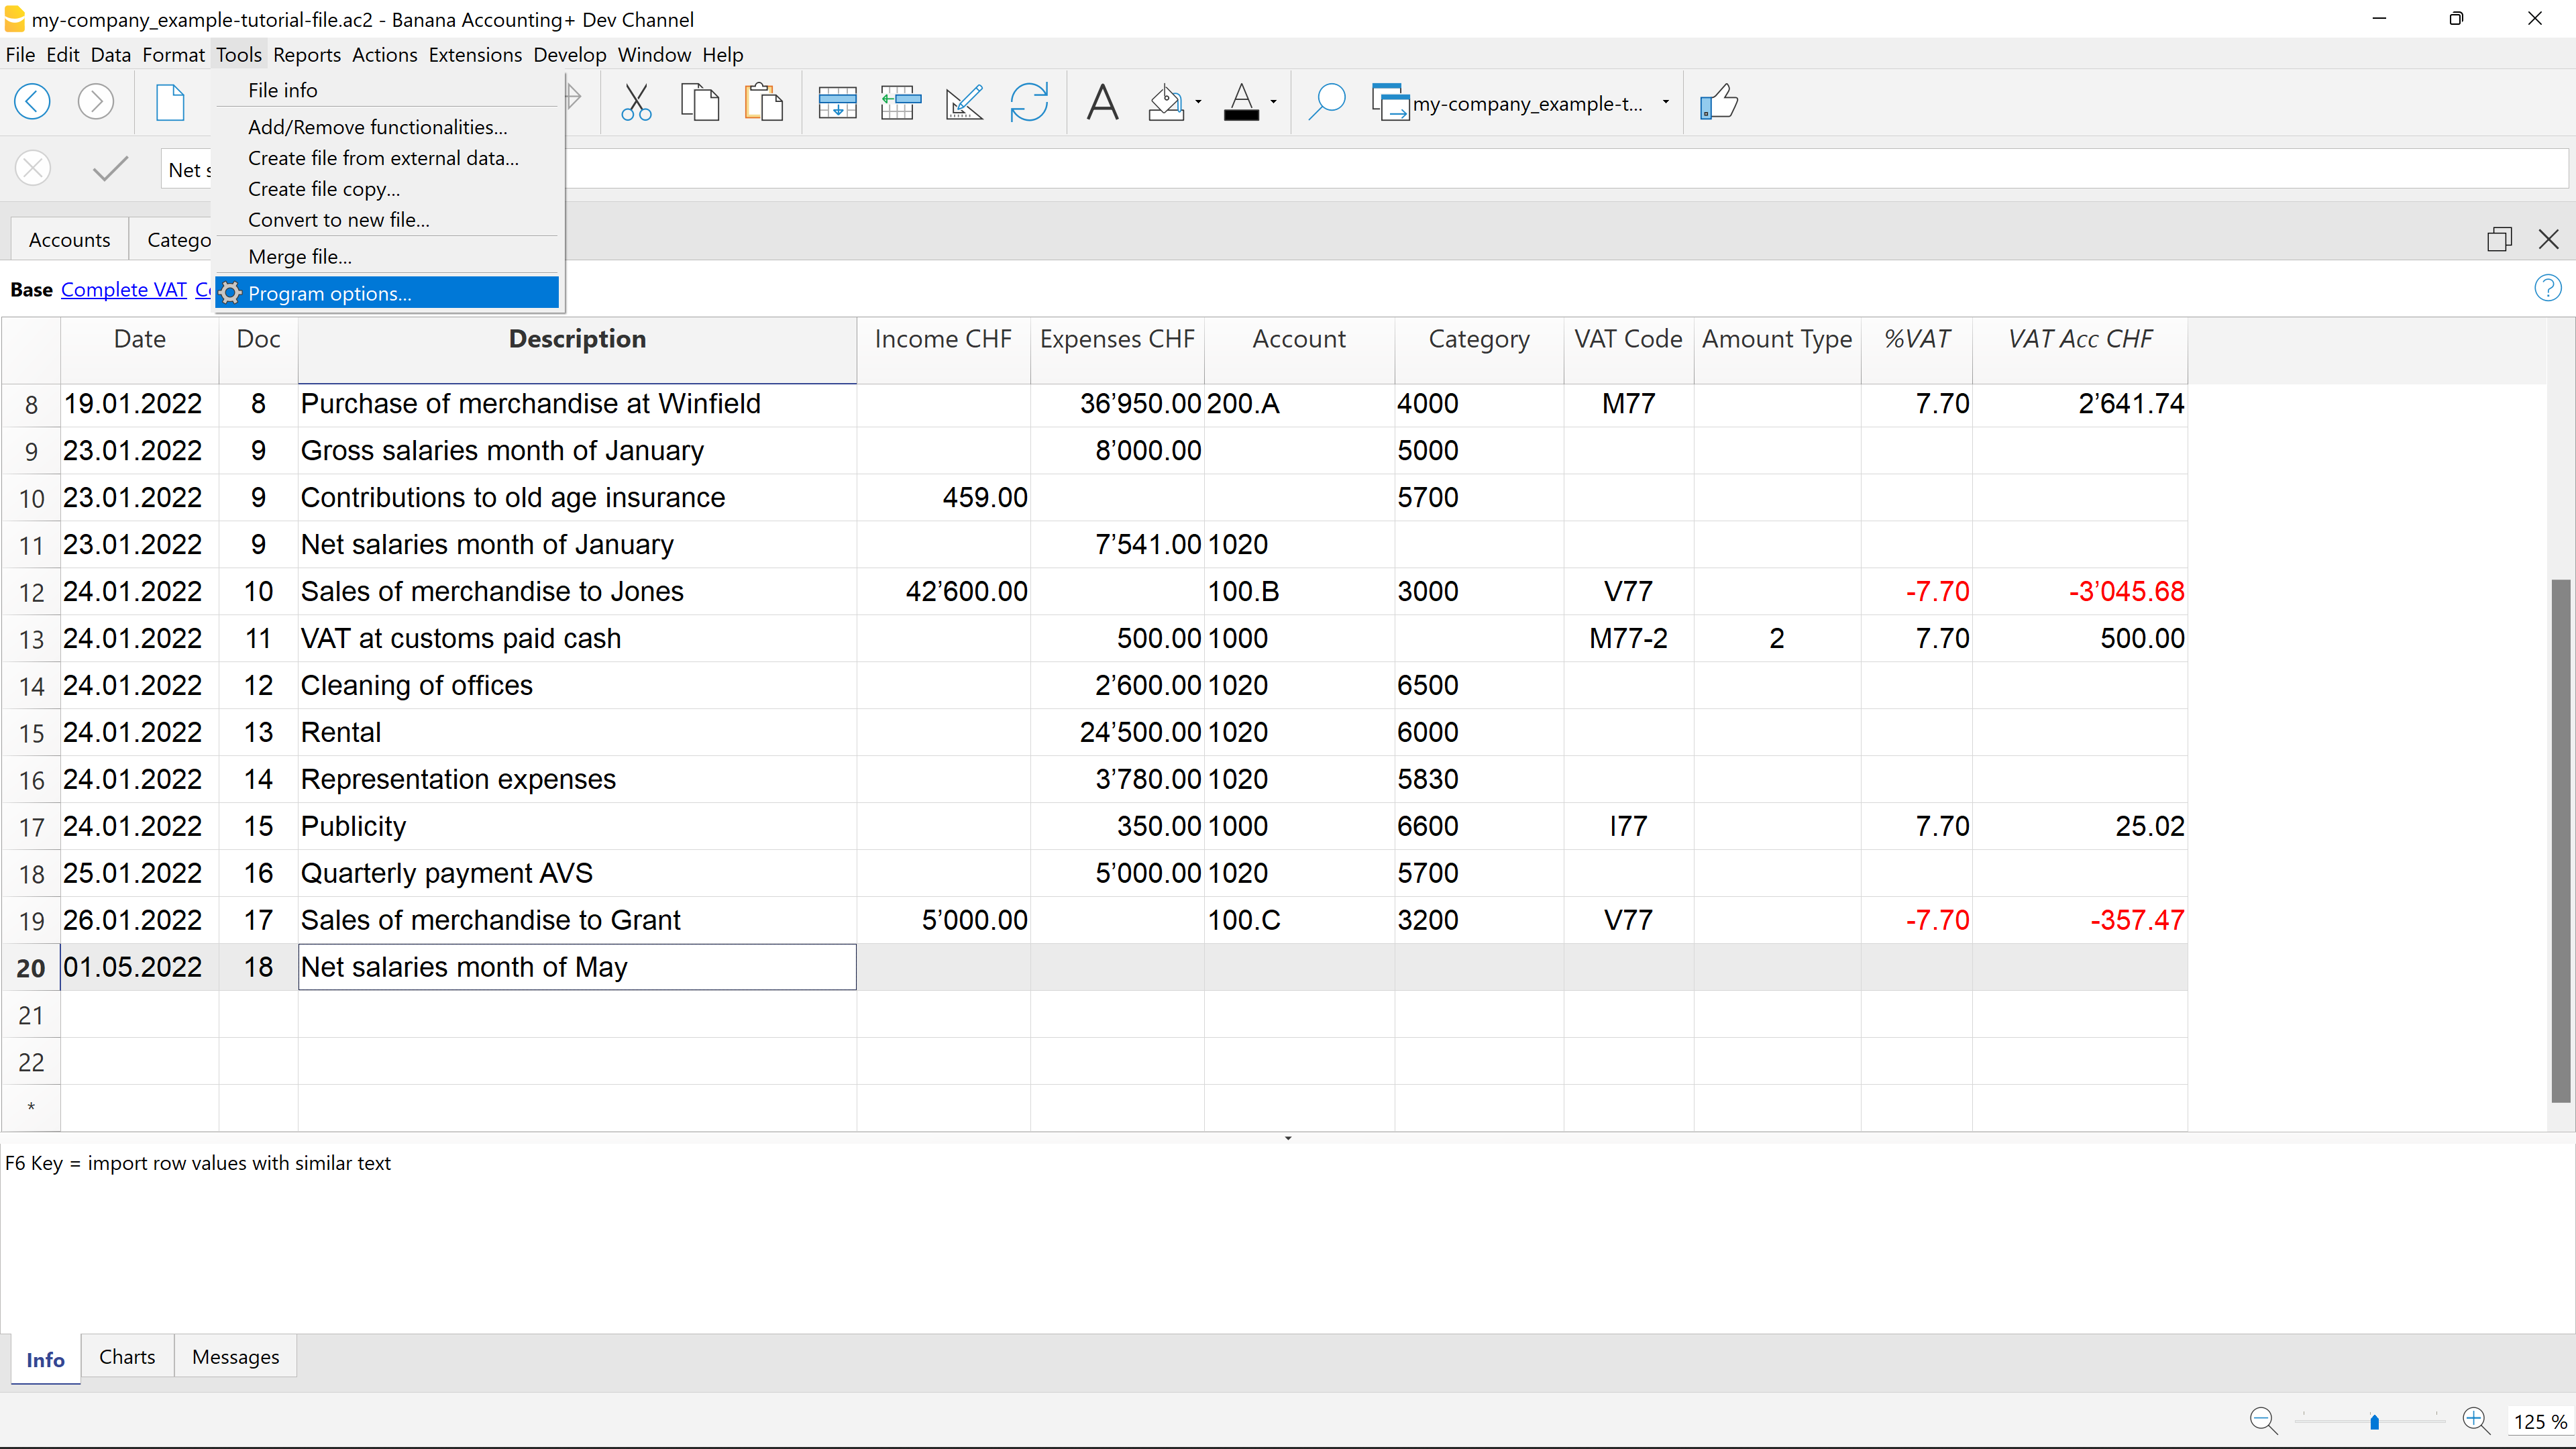 my-company_example-tutorial-file.ac2 - Banana Accounting+ Dev Channel
File Edit Data Format Tools Reports Actions Extensions Develop Window Help
File info
Add/Remove functionalities...
Create file from external data...
Create file copy...
Convert to new file...
Merge file...
Program options...
my-company_example-t...
Net s
Accounts Catego
Base Complete VAT
Date Doc Description Income CHF Expenses CHF Account Category VAT Code Amount Type %VAT VAT Acc CHF
8 19.01.2022 8 Purchase of merchandise at Winfield 36’950.00 200.A 4000 M77 7.70 2’641.74
9 23.01.2022 9 Gross salaries month of January 8’000.00 5000
10 23.01.2022 9 Contributions to old age insurance 459.00 5700
11 23.01.2022 9 Net salaries month of January 7’541.00 1020
12 24.01.2022 10 Sales of merchandise to Jones 42’600.00 100.B 3000 V77 -7.70 -3’045.68
13 24.01.2022 11 VAT at customs paid cash 500.00 1000 M77-2 2 7.70 500.00
14 24.01.2022 12 Cleaning of offices 2’600.00 1020 6500
15 24.01.2022 13 Rental 24’500.00 1020 6000
16 24.01.2022 14 Representation expenses 3’780.00 1020 5830
17 24.01.2022 15 Publicity 350.00 1000 6600 I77 7.70 25.02
18 25.01.2022 16 Quarterly payment AVS 5’000.00 1020 5700
19 26.01.2022 17 Sales of merchandise to Grant 5’000.00 100.C 3200 V77 -7.70 -357.47
20 01.05.2022 18 Net salaries month of May
21
22
*
F6 Key = import row values with similar text
Info Charts Messages
125 %